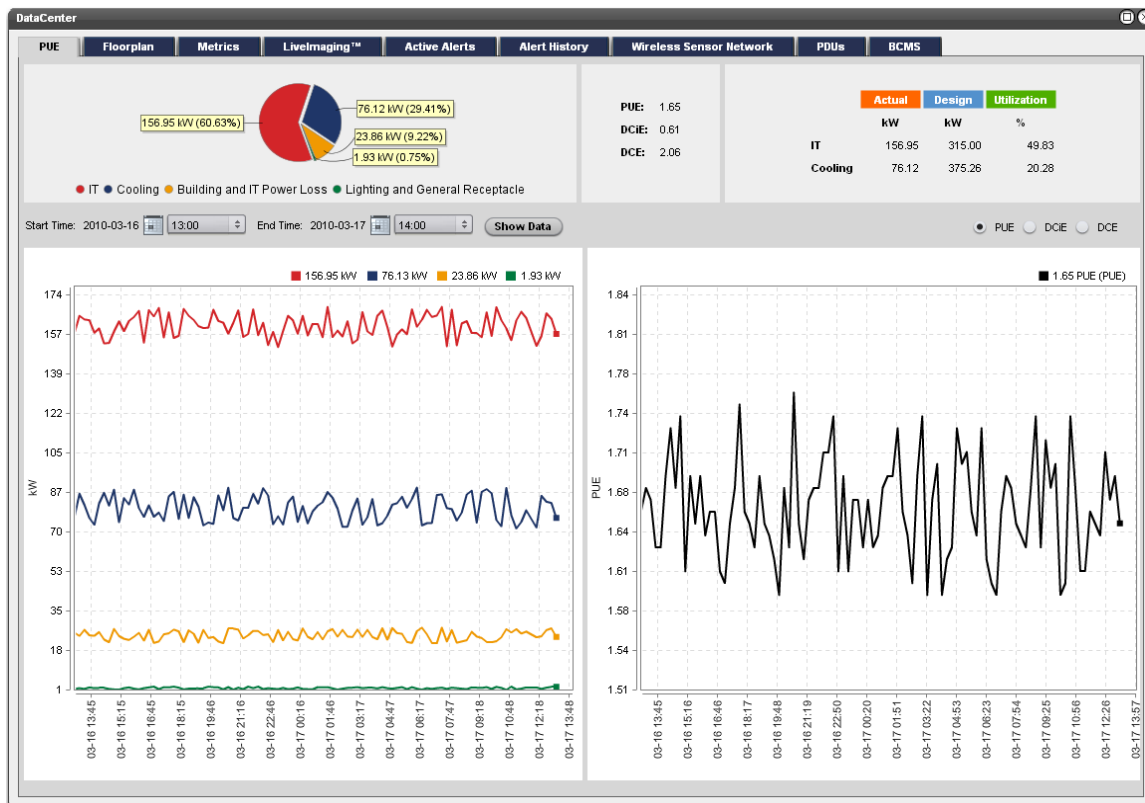 DataCenter
PUE Floorplan Metrics LiveImaging™ Active Alerts Alert History Wireless Sensor Network PDUs BCMS
156.95 kW (60.63%)
76.12 kW (29.41%)
23.86 kW (9.22%)
1.93 kW (0.75%)
IT Cooling Building and IT Power Loss Lighting and General Receptacle
PUE: 1.65
DCiE: 0.61
DCE: 2.06
Actual Design Utilization
kW kW %
IT 156.95 315.00 49.83
Cooling 76.12 375.26 20.28
Start Time: 2010-03-16 13:00 End Time: 2010-03-17 14:00 Show Data
PUE DCiE DCE
156.95 kW 76.13 kW 23.86 kW 1.93 kW
174
157
139
122
105
87
70
53
35
18
1
kW
03-16 13:45
03-16 15:15
03-16 16:45
03-16 18:15
03-16 19:46
03-16 21:16
03-16 22:46
03-17 00:16
03-17 01:46
03-17 03:17
03-17 04:47
03-17 06:17
03-17 07:47
03-17 09:18
03-17 10:48
03-17 12:18
03-17 13:48
1.65 PUE (PUE)
1.84
1.81
1.78
1.74
1.71
1.68
1.64
1.61
1.58
1.54
1.51
PUE
03-16 13:45
03-16 15:16
03-16 16:46
03-16 18:17
03-16 19:48
03-16 21:19
03-16 22:50
03-17 00:20
03-17 01:51
03-17 03:22
03-17 04:53
03-17 06:23
03-17 07:54
03-17 09:25
03-17 10:56
03-17 12:26
03-17 13:57